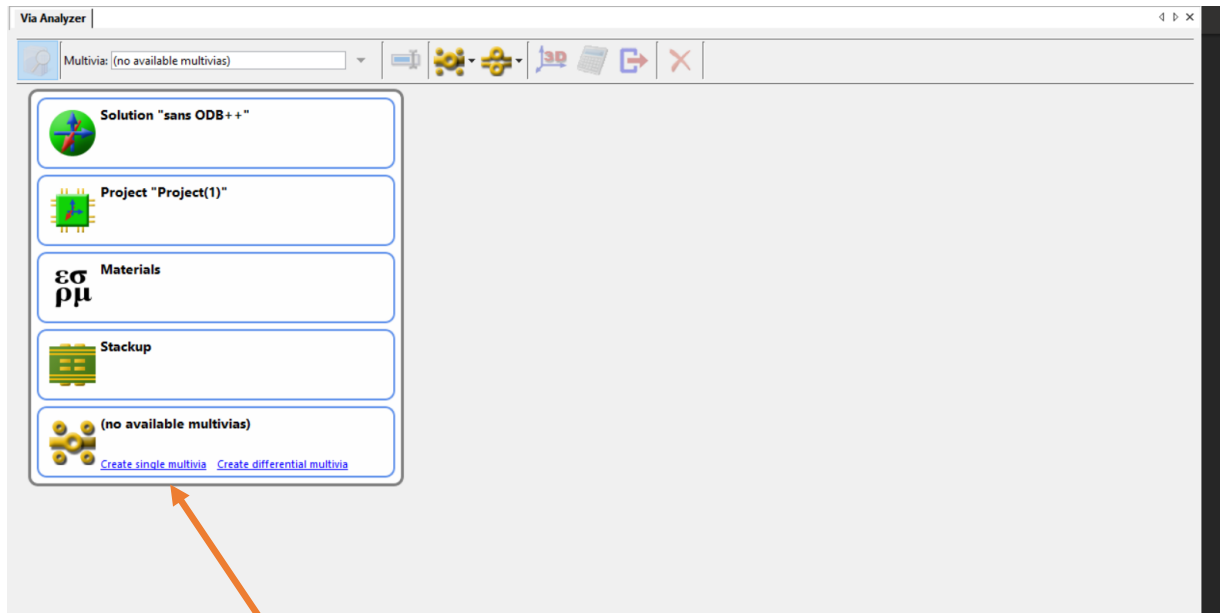 Via Analyzer
Multivia: (no available multivias)
3D
Solution "sans ODB++"
Project "Project(1)"
εσ
ρμ
Materials
Stackup
(no available multivias)
Create single multivia Create differential multivia